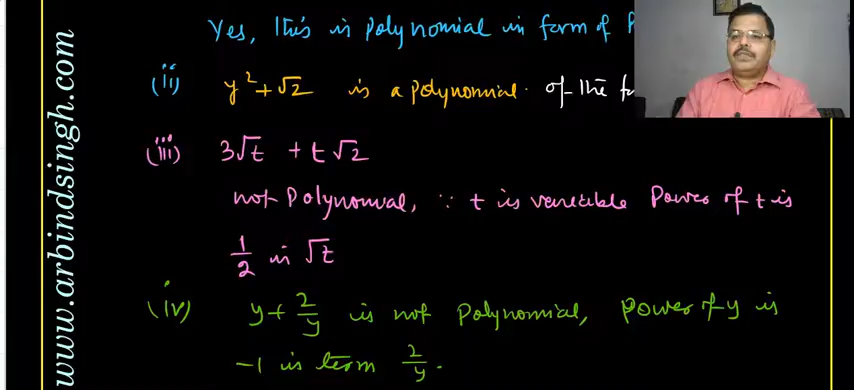 Yes, This is polynomial in form of P
(ii) y² + √2 is a polynomial. of the fo
(iii) 3√t + t√2
not Polynomial, ∵ t is Power of t is
1/2 in √t
(iv) y + 2/y is not polynomial, power of y is
-1 is term 2/y.
www.arbindsingh.com